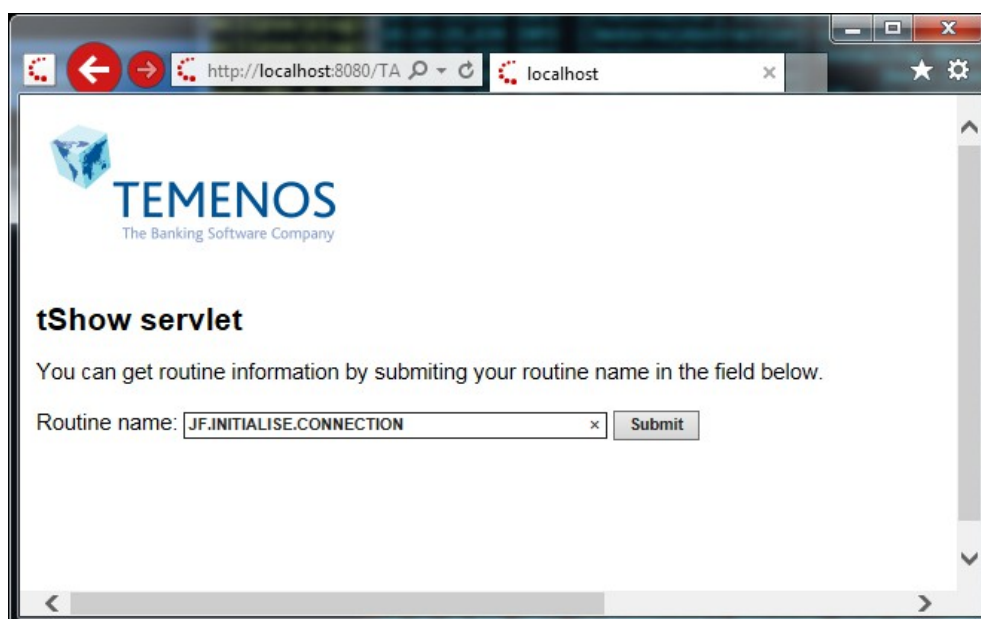 http://localhost:8080/TA
localhost
TEMENOS
The Banking Software Company
tShow servlet
You can get routine information by submiting your routine name in the field below.
Routine name: JF.INITIALISE.CONNECTION × Submit